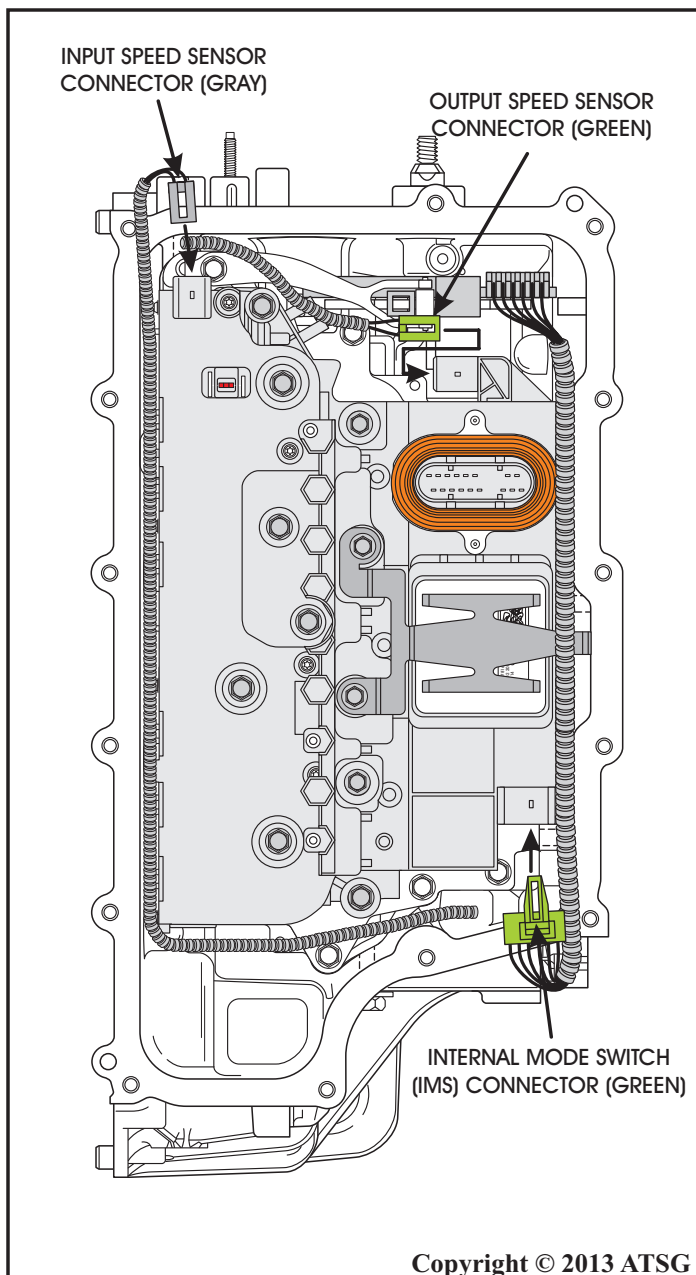 INPUT SPEED SENSOR
CONNECTOR (GRAY)
OUTPUT SPEED SENSOR
CONNECTOR (GREEN)
INTERNAL MODE SWITCH
(IMS) CONNECTOR (GREEN)
Copyright © 2013 ATSG